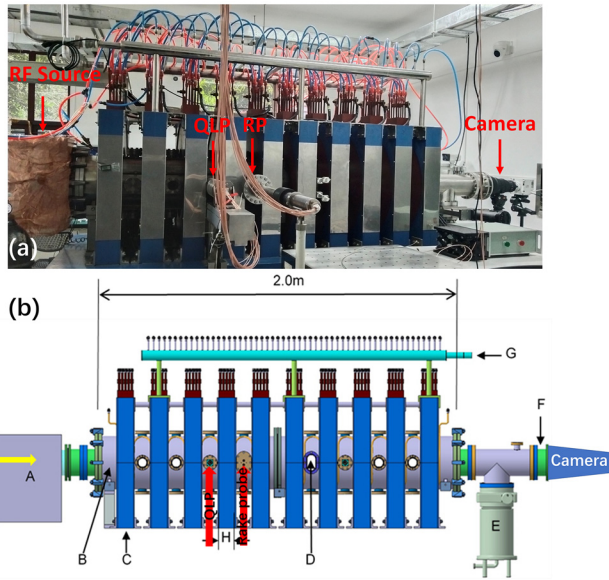 RF Source
QLP
RP
Camera
(a)
(b)
2.0m
G
F
A
Camera
B
C
QLP
H
rake probe
D
E